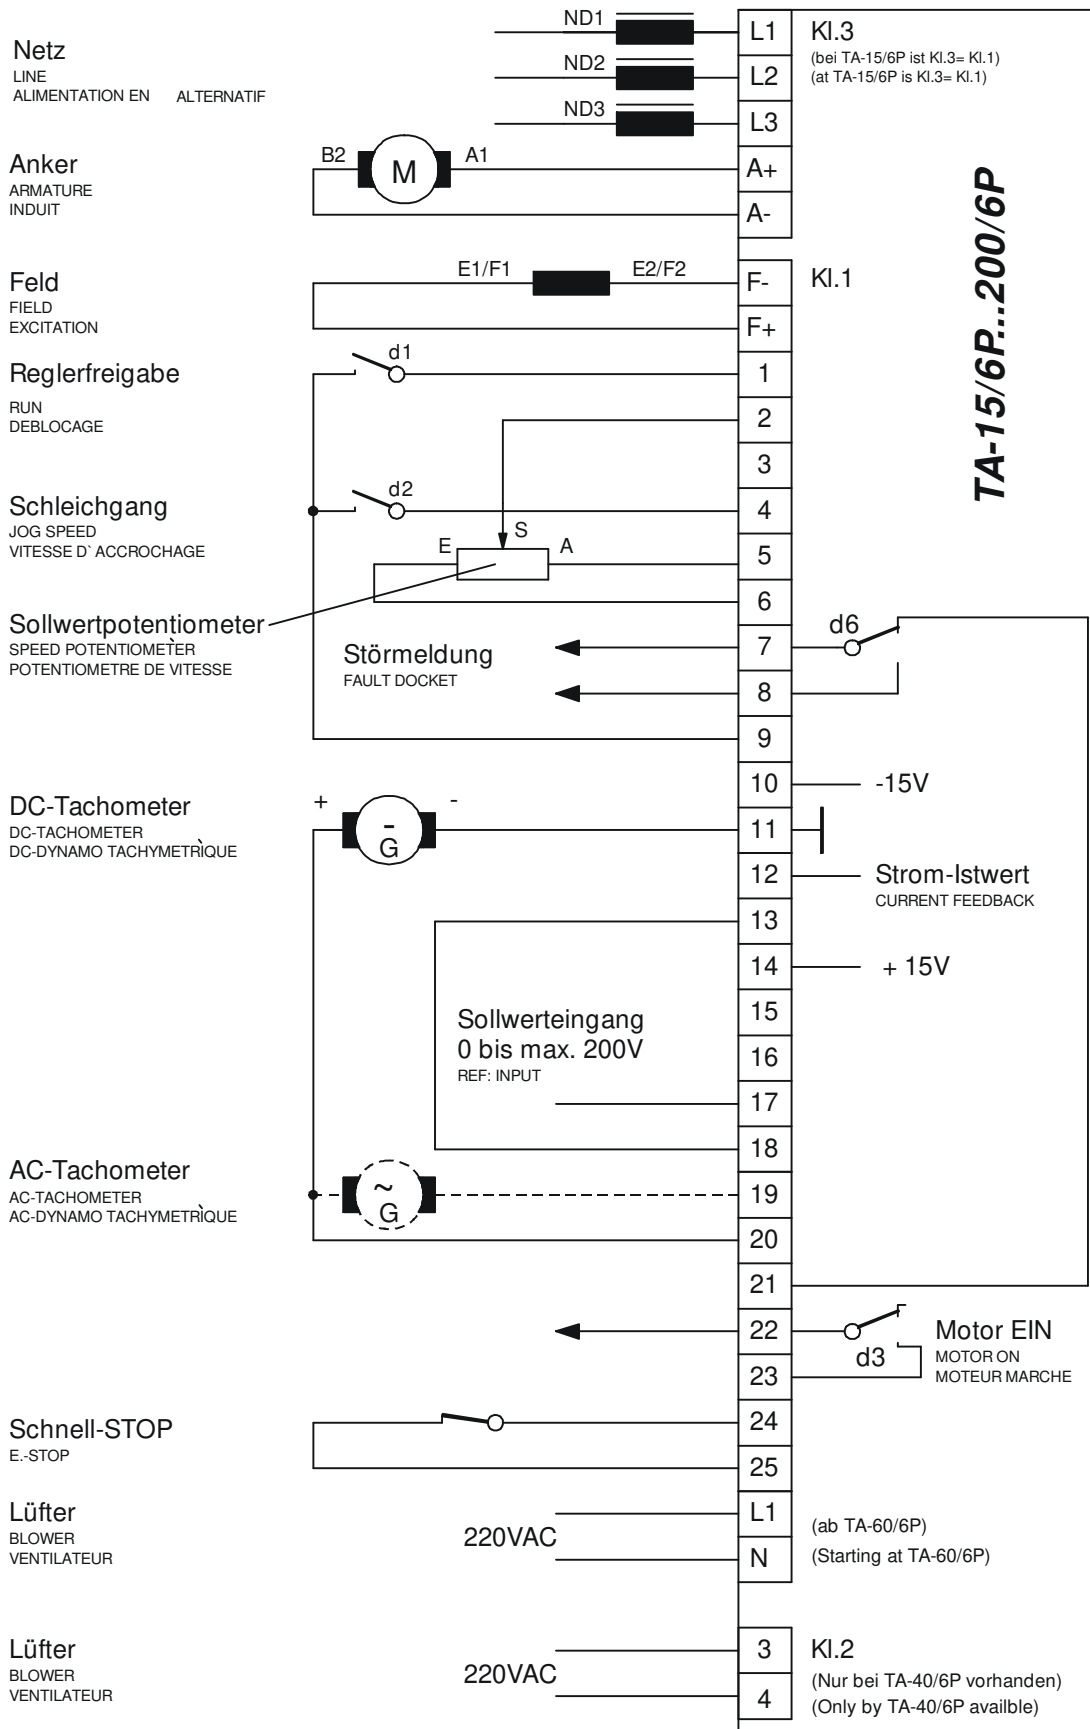 Netz
LINE
ALIMENTATION EN ALTERNATIF
ND1
L1
Kl.3
(bei TA-15/6P ist Kl.3= Kl.1)
(at TA-15/6P is Kl.3= Kl.1)
ND2
L2
ND3
L3
Anker
ARMATURE
INDUIT
B2
M
A1
A+
A-
TA-15/6P...200/6P
Feld
FIELD
EXCITATION
E1/F1
E2/F2
F-
Kl.1
F+
Reglerfreigabe
RUN
DEBLOCAGE
d1
1
2
3
Schleichgang
JOG SPEED
VITESSE D` ACCROCHAGE
d2
4
E
S
A
5
6
Sollwertpotentiometer
SPEED POTENTIOMETER
POTENTIOMETRE DE VITESSE
Störmeldung
FAULT DOCKET
7
d6
8
9
10
-15V
DC-Tachometer
DC-TACHOMETER
DC-DYNAMO TACHYMETR`IQUE
+
-
-
G
11
12
Strom-Istwert
CURRENT FEEDBACK
13
14
+ 15V
15
Sollwerteingang
0 bis max. 200V
REF: INPUT
16
17
18
AC-Tachometer
AC-TACHOMETER
AC-DYNAMO TACHYMETR`IQUE
~
G
19
20
21
22
Motor EIN
MOTOR ON
MOTEUR MARCHE
d3
23
Schnell-STOP
E.-STOP
24
25
Lüfter
BLOWER
VENTILATEUR
220VAC
L1
N
(ab TA-60/6P)
(Starting at TA-60/6P)
Lüfter
BLOWER
VENTILATEUR
220VAC
3
4
Kl.2
(Nur bei TA-40/6P vorhanden)
(Only by TA-40/6P availble)